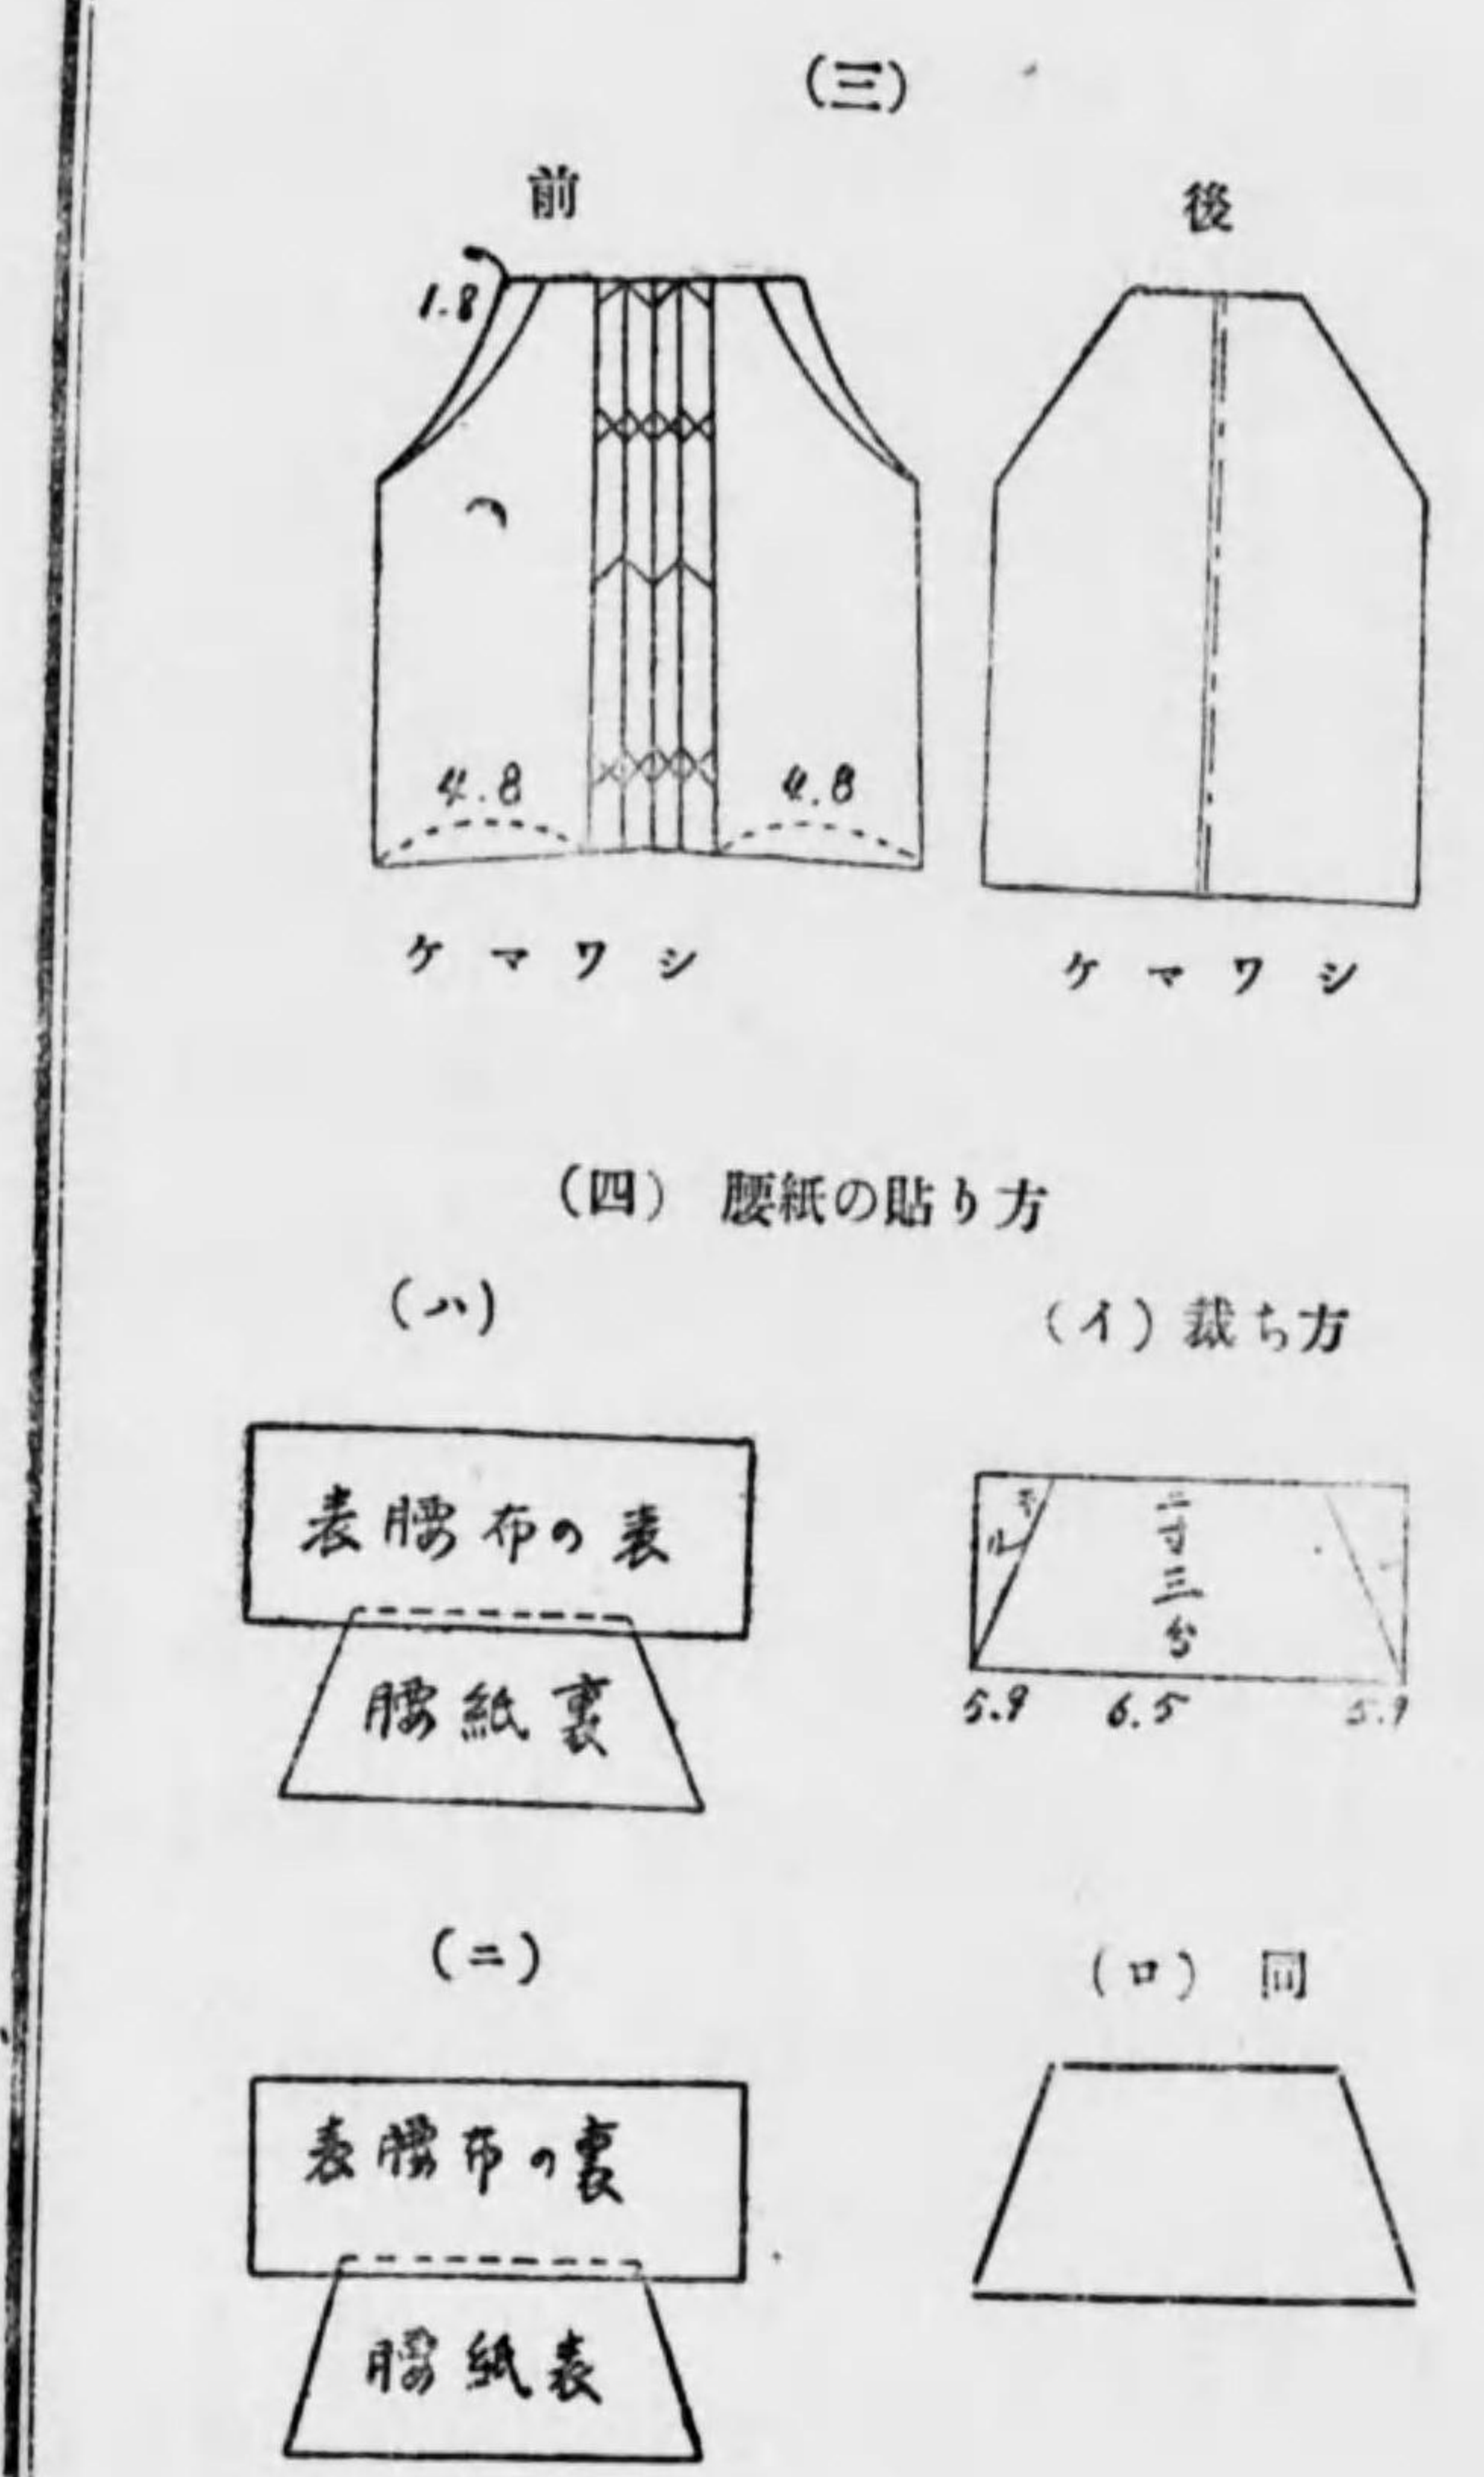 (三)
前
後
1.8
4.8
4.8
ケマワシ
ケマワシ
(四) 腰紙の貼り方
(イ) 裁ち方
二寸三分
5.9
6.5
5.9
(ロ) 同
(ハ)
表腰布の表
腰紙裏
(ニ)
表腰布の裏
腰紙表